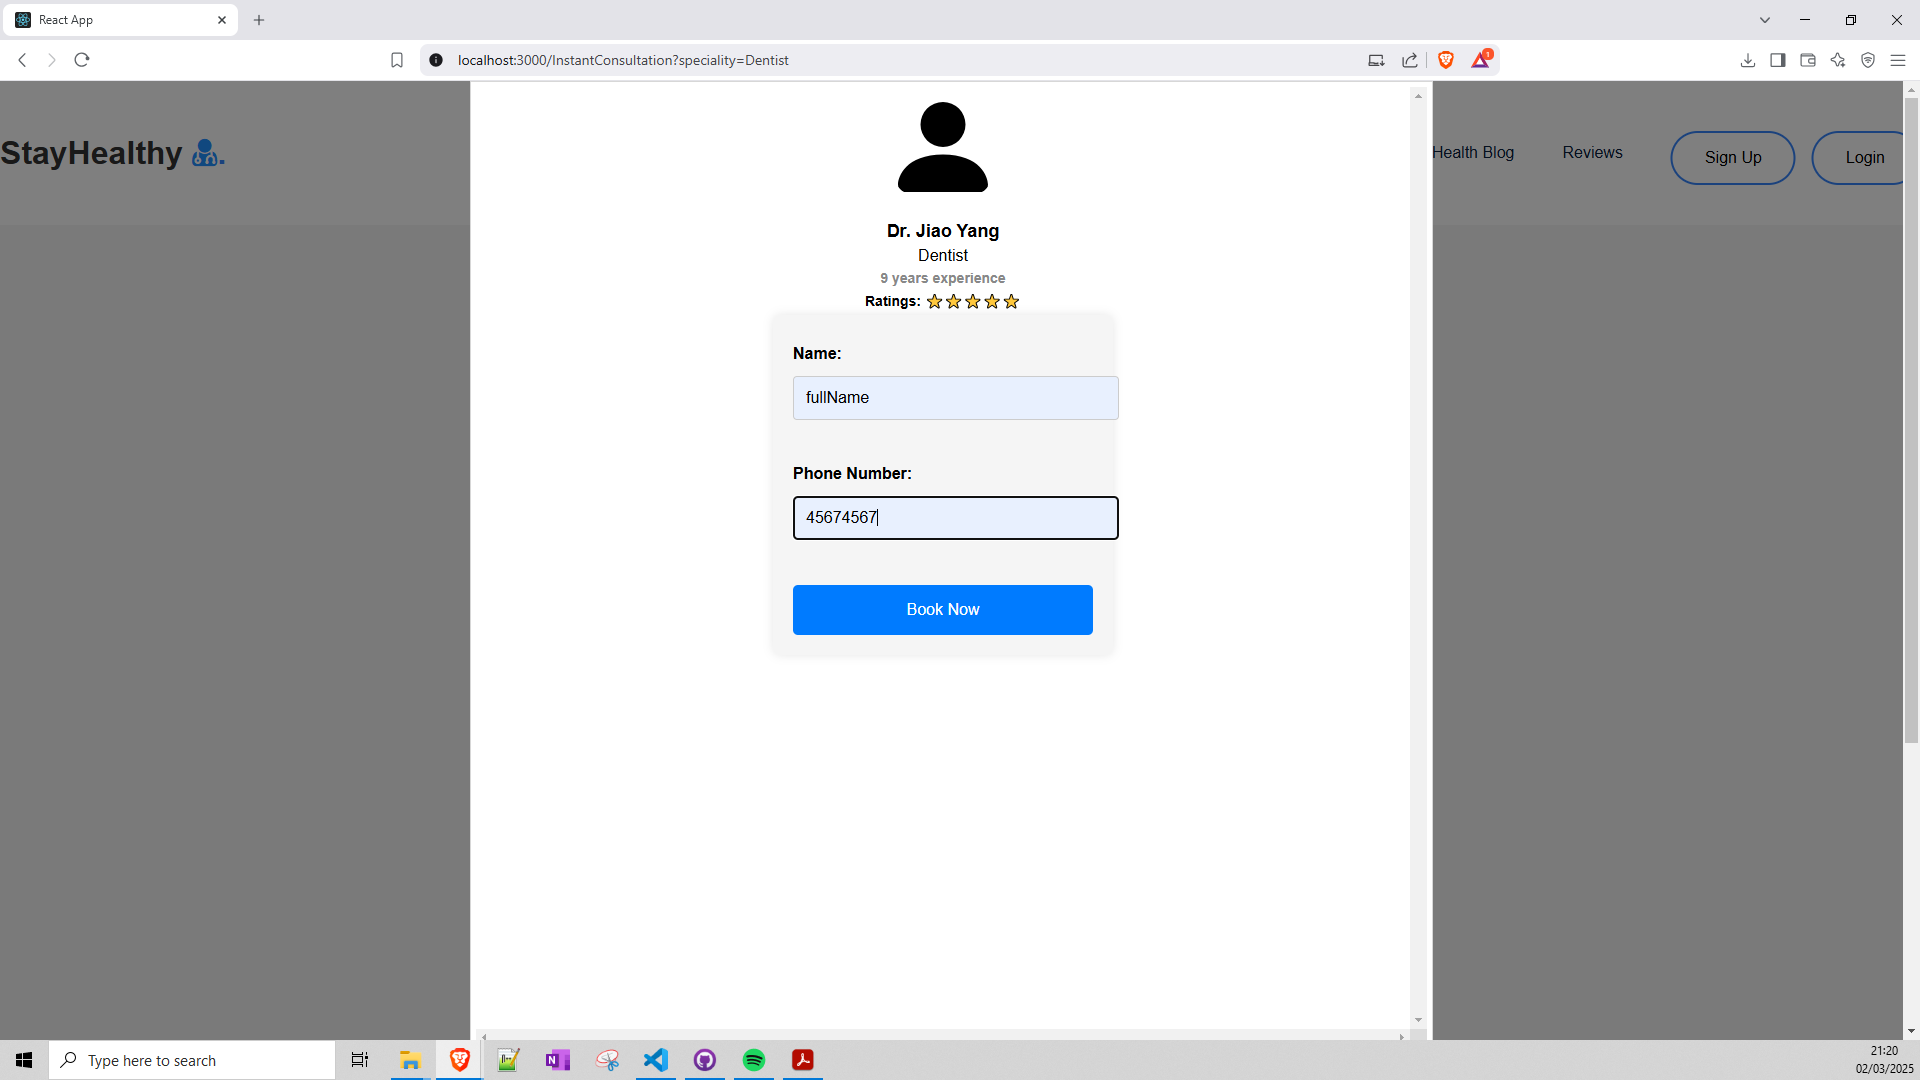 React App
localhost:3000/InstantConsultation?speciality=Dentist
1
StayHealthy
.
Health Blog
Reviews
Sign Up
Login
Dr. Jiao Yang
Dentist
9 years experience
Ratings:
Name:
fullName
Phone Number:
45674567
Book Now
Type here to search
21:20
02/03/2025